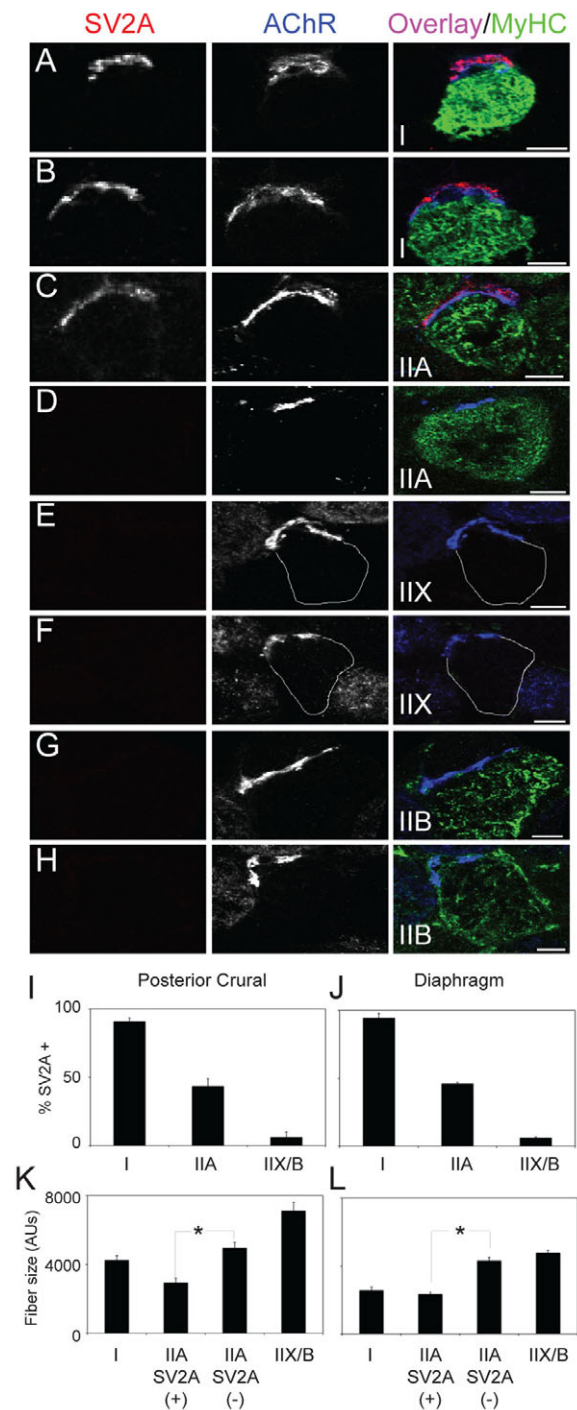 SV2A AChR Overlay/MyHC
A I
B I
C IIA
D IIA
E IIX
F IIX
G IIB
H IIB
I Posterior Crural J Diaphragm
100
50
0
% SV2A +
I IIA IIX/B I IIA IIX/B
K L
8000
4000
0
Fiber size (AUs)
* *
I IIA SV2A (+) IIA SV2A (-) IIX/B I IIA SV2A (+) IIA SV2A (-) IIX/B